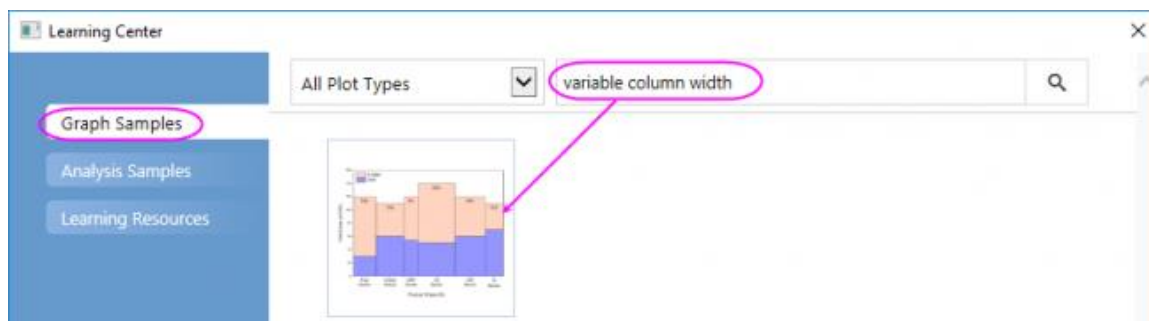 Learning Center
All Plot Types
variable column width
Graph Samples
Analysis Samples
Learning Resources